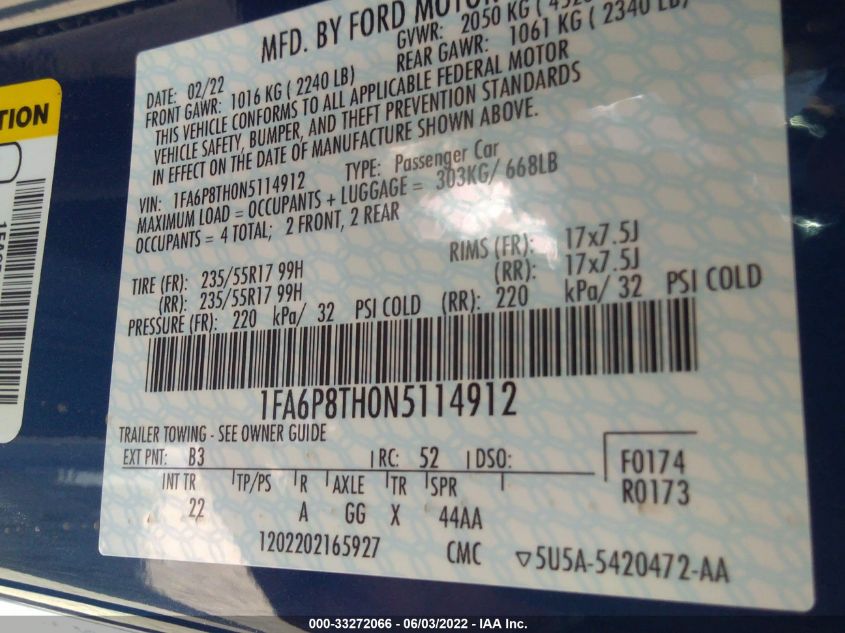 MFD. BY FORD MOTOR
DATE: 02/22 GVWR: 2050 KG
FRONT GAWR: 1016 KG ( 2240 LB) REAR GAWR: 1061 KG ( 2340 LB)
THIS VEHICLE CONFORMS TO ALL APPLICABLE FEDERAL MOTOR
VEHICLE SAFETY, BUMPER, AND THEFT PREVENTION STANDARDS
IN EFFECT ON THE DATE OF MANUFACTURE SHOWN ABOVE.
VIN: 1FA6P8TH0N5114912 TYPE: Passenger Car
MAXIMUM LOAD = OCCUPANTS + LUGGAGE = 303KG/ 668LB
OCCUPANTS = 4 TOTAL; 2 FRONT, 2 REAR
TIRE (FR): 235/55R17 99H RIMS (FR): 17x7.5J
(RR): 235/55R17 99H (RR): 17x7.5J
PRESSURE (FR): 220 kPa/ 32 PSI COLD (RR): 220 kPa/ 32 PSI COLD
1FA6P8TH0N5114912
TRAILER TOWING - SEE OWNER GUIDE
EXT PNT: B3 RC: 52 DSO: F0174
R0173
INT TR TP/PS R AXLE TR SPR
22 A GG X 44AA
1202202165927 CMC ▽5U5A-5420472-AA
000-33272066 - 06/03/2022 - IAA Inc.